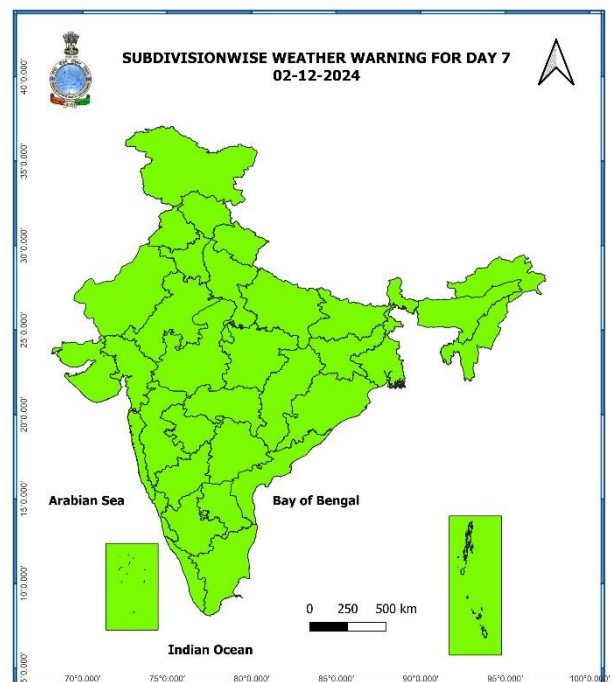 SUBDIVISIONWISE WEATHER WARNING FOR DAY 7
02-12-2024
40°0.000'
35°0.000'
30°0.000'
25°0.000'
20°0.000'
15°0.000'
10°0.000'
5°0.000'
Arabian Sea
Bay of Bengal
0 250 500 km
Indian Ocean
70°0.000' 75°0.000' 80°0.000' 85°0.000' 90°0.000' 95°0.000' 100°0.000'